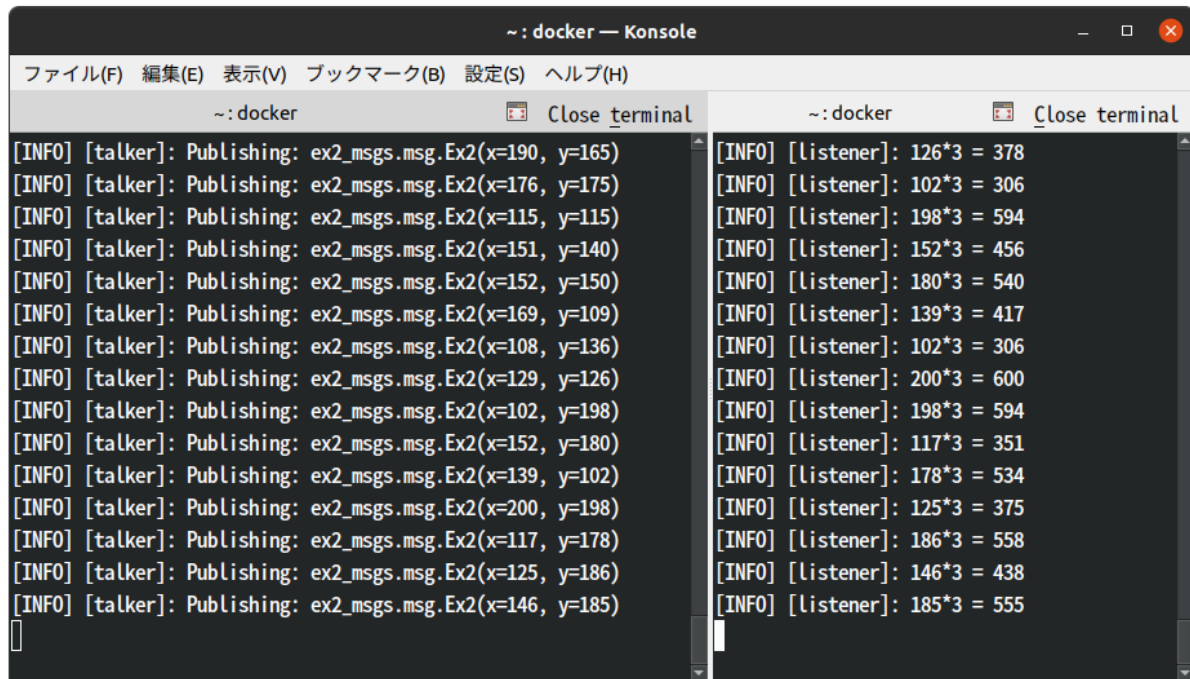 ~ : docker — Konsole
ファイル(F) 編集(E) 表示(V) ブックマーク(B) 設定(S) ヘルプ(H)
~ : docker Close terminal
[INFO] [talker]: Publishing: ex2_msgs.msg.Ex2(x=190, y=165)
[INFO] [talker]: Publishing: ex2_msgs.msg.Ex2(x=176, y=175)
[INFO] [talker]: Publishing: ex2_msgs.msg.Ex2(x=115, y=115)
[INFO] [talker]: Publishing: ex2_msgs.msg.Ex2(x=151, y=140)
[INFO] [talker]: Publishing: ex2_msgs.msg.Ex2(x=152, y=150)
[INFO] [talker]: Publishing: ex2_msgs.msg.Ex2(x=169, y=109)
[INFO] [talker]: Publishing: ex2_msgs.msg.Ex2(x=108, y=136)
[INFO] [talker]: Publishing: ex2_msgs.msg.Ex2(x=129, y=126)
[INFO] [talker]: Publishing: ex2_msgs.msg.Ex2(x=102, y=198)
[INFO] [talker]: Publishing: ex2_msgs.msg.Ex2(x=152, y=180)
[INFO] [talker]: Publishing: ex2_msgs.msg.Ex2(x=139, y=102)
[INFO] [talker]: Publishing: ex2_msgs.msg.Ex2(x=200, y=198)
[INFO] [talker]: Publishing: ex2_msgs.msg.Ex2(x=117, y=178)
[INFO] [talker]: Publishing: ex2_msgs.msg.Ex2(x=125, y=186)
[INFO] [talker]: Publishing: ex2_msgs.msg.Ex2(x=146, y=185)
~ : docker Close terminal
[INFO] [listener]: 126*3 = 378
[INFO] [listener]: 102*3 = 306
[INFO] [listener]: 198*3 = 594
[INFO] [listener]: 152*3 = 456
[INFO] [listener]: 180*3 = 540
[INFO] [listener]: 139*3 = 417
[INFO] [listener]: 102*3 = 306
[INFO] [listener]: 200*3 = 600
[INFO] [listener]: 198*3 = 594
[INFO] [listener]: 117*3 = 351
[INFO] [listener]: 178*3 = 534
[INFO] [listener]: 125*3 = 375
[INFO] [listener]: 186*3 = 558
[INFO] [listener]: 146*3 = 438
[INFO] [listener]: 185*3 = 555